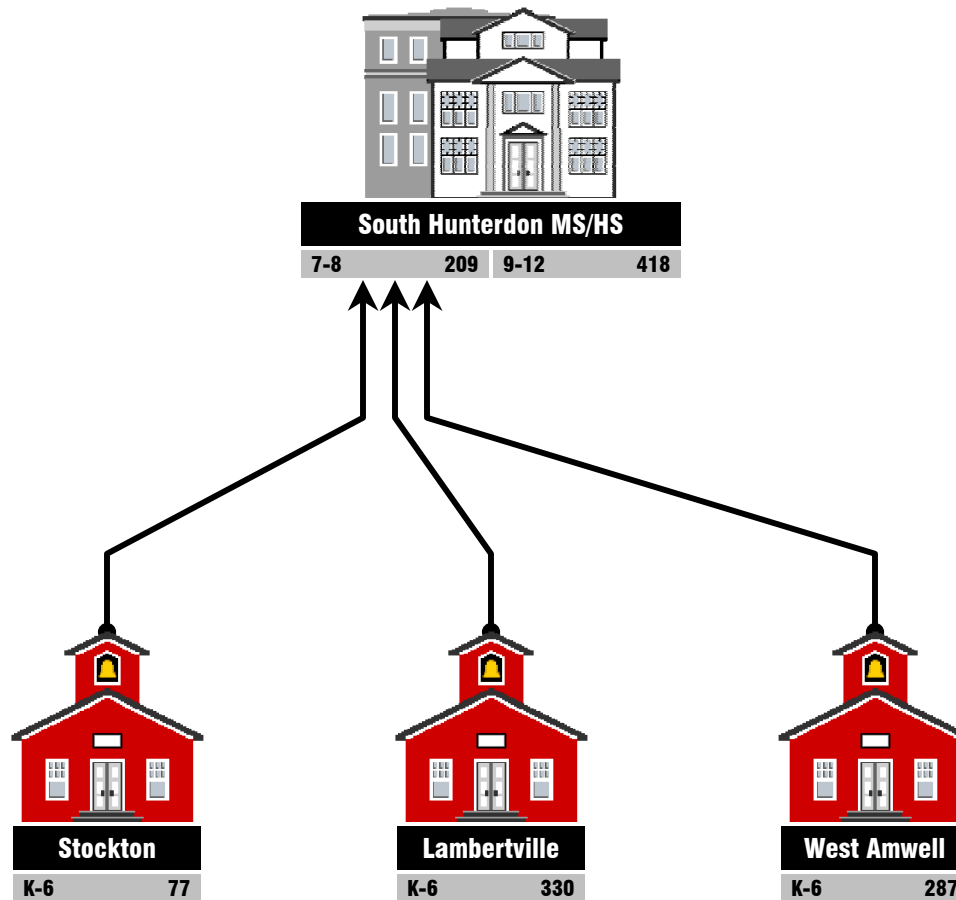 South Hunterdon MS/HS
7-8 209 9-12 418
Stockton
K-6 77
Lambertville
K-6 330
West Amwell
K-6 287